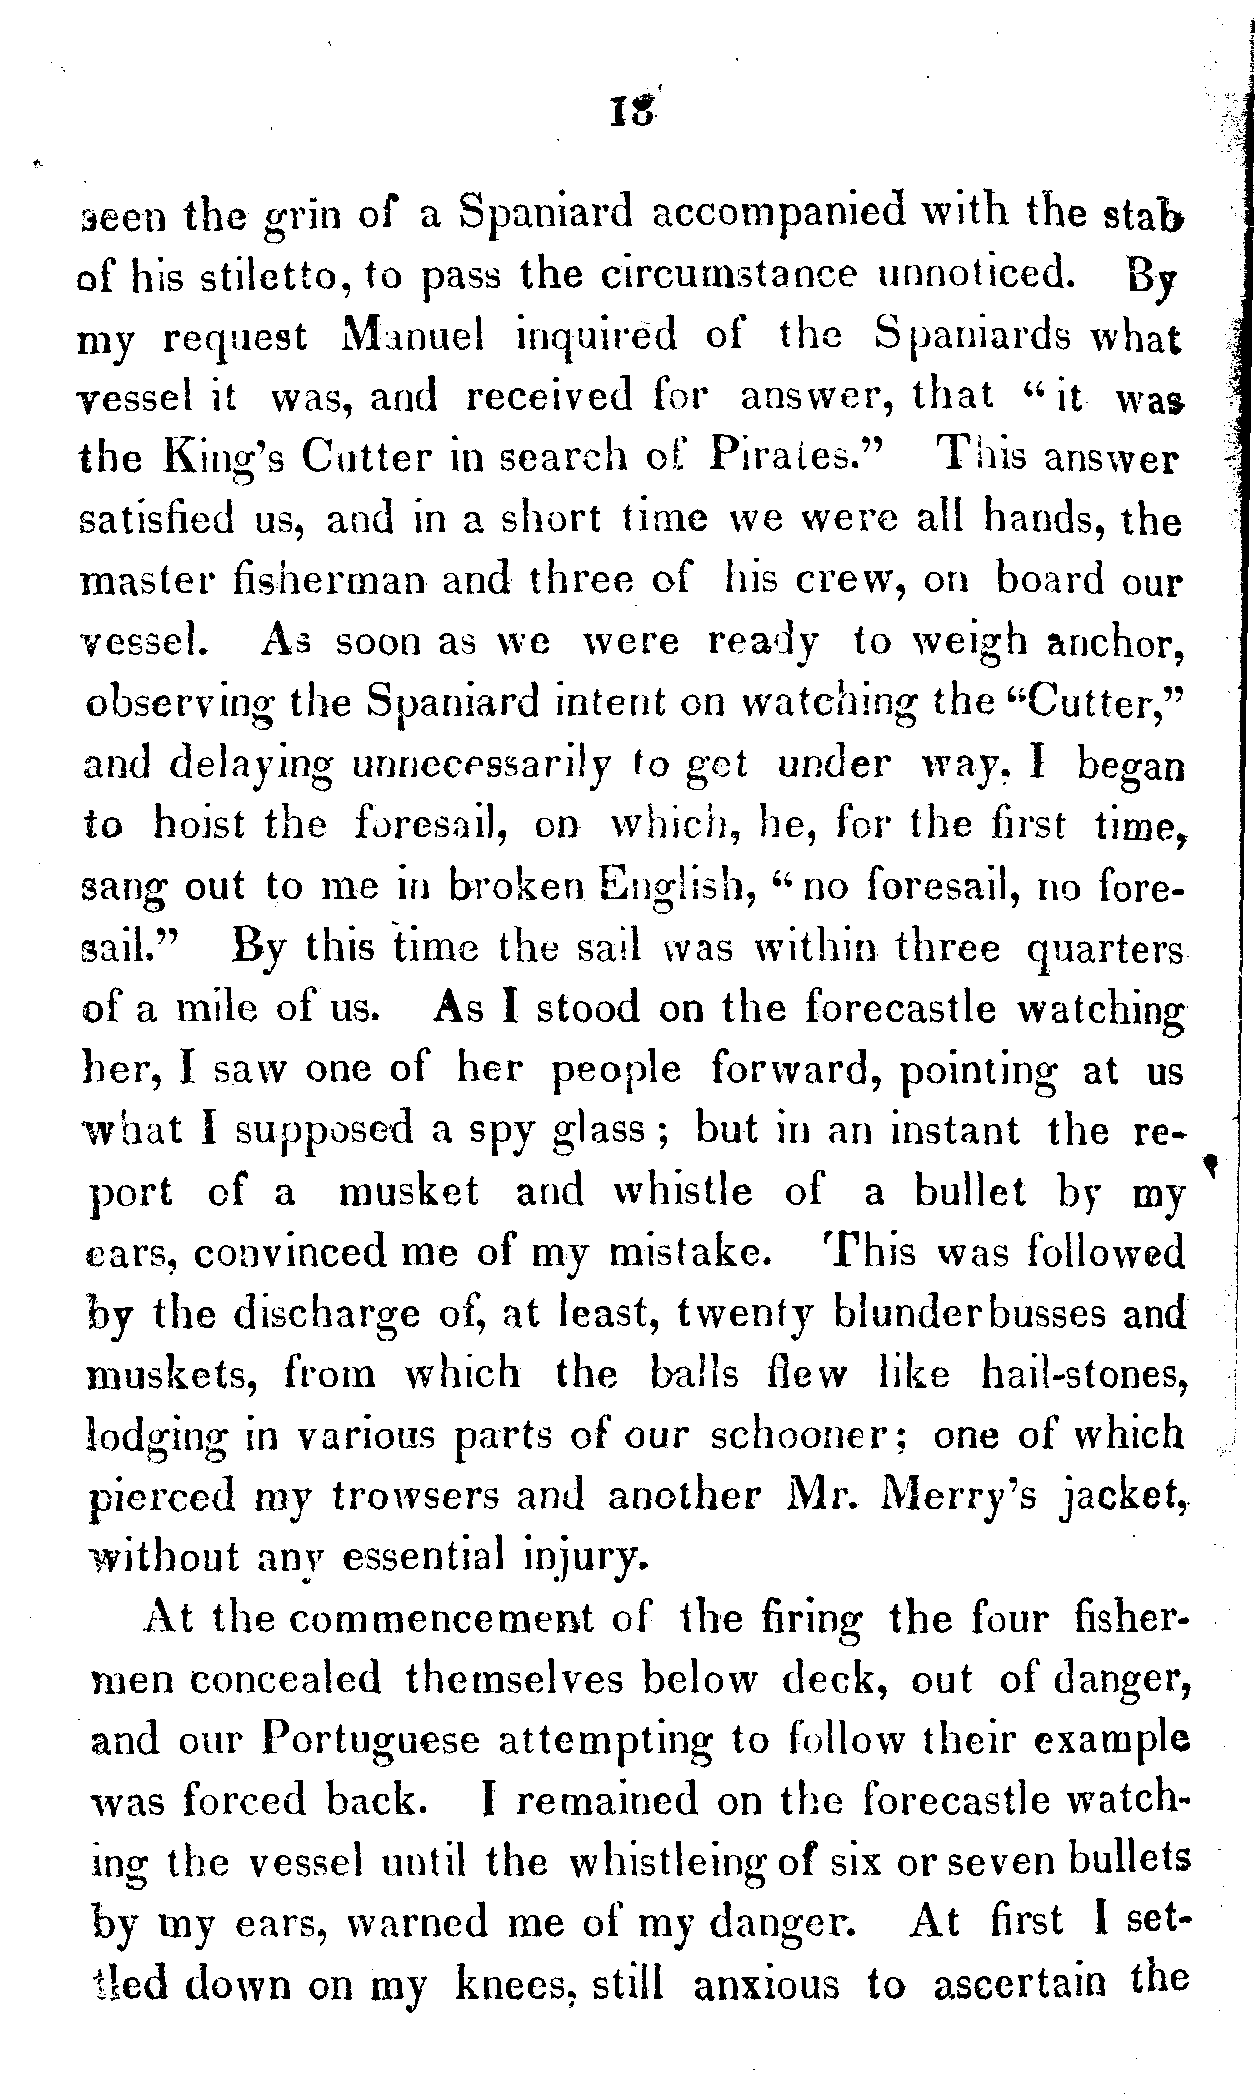 18
seen the grin of a Spaniard accompanied with the stab
of his stiletto, to pass the circumstance unnoticed. By
my request Manuel inquired of the Spaniards what
vessel it was, and received for answer, that “it was
the King's Cutter in search of Pirates.” This answer
satisfied us, and in a short time we were all hands, the
master fisherman and three of his crew, on board our
vessel. As soon as we were ready to weigh anchor,
observing the Spaniard intent on watching the “Cutter,”
and delaying unnecessarily to get under way, I began
to hoist the foresail, on which, he, for the first time,
sang out to me in broken English, “no foresail, no fore-
sail.” By this time the sail was within three quarters
of a mile of us. As I stood on the forecastle watching
her, I saw one of her people forward, pointing at us
what I supposed a spy glass; but in an instant the re-
port of a musket and whistle of a bullet by my
ears, convinced me of my mistake. This was followed
by the discharge of, at least, twenty blunderbusses and
muskets, from which the balls flew like hail-stones,
lodging in various parts of our schooner; one of which
pierced my trowsers and another Mr. Merry's jacket,
without any essential injury.
At the commencement of the firing the four fisher-
men concealed themselves below deck, out of danger,
and our Portuguese attempting to follow their example
was forced back. I remained on the forecastle watch-
ing the vessel until the whistleing of six or seven bullets
by my ears, warned me of my danger. At first I set-
tled down on my knees, still anxious to ascertain the